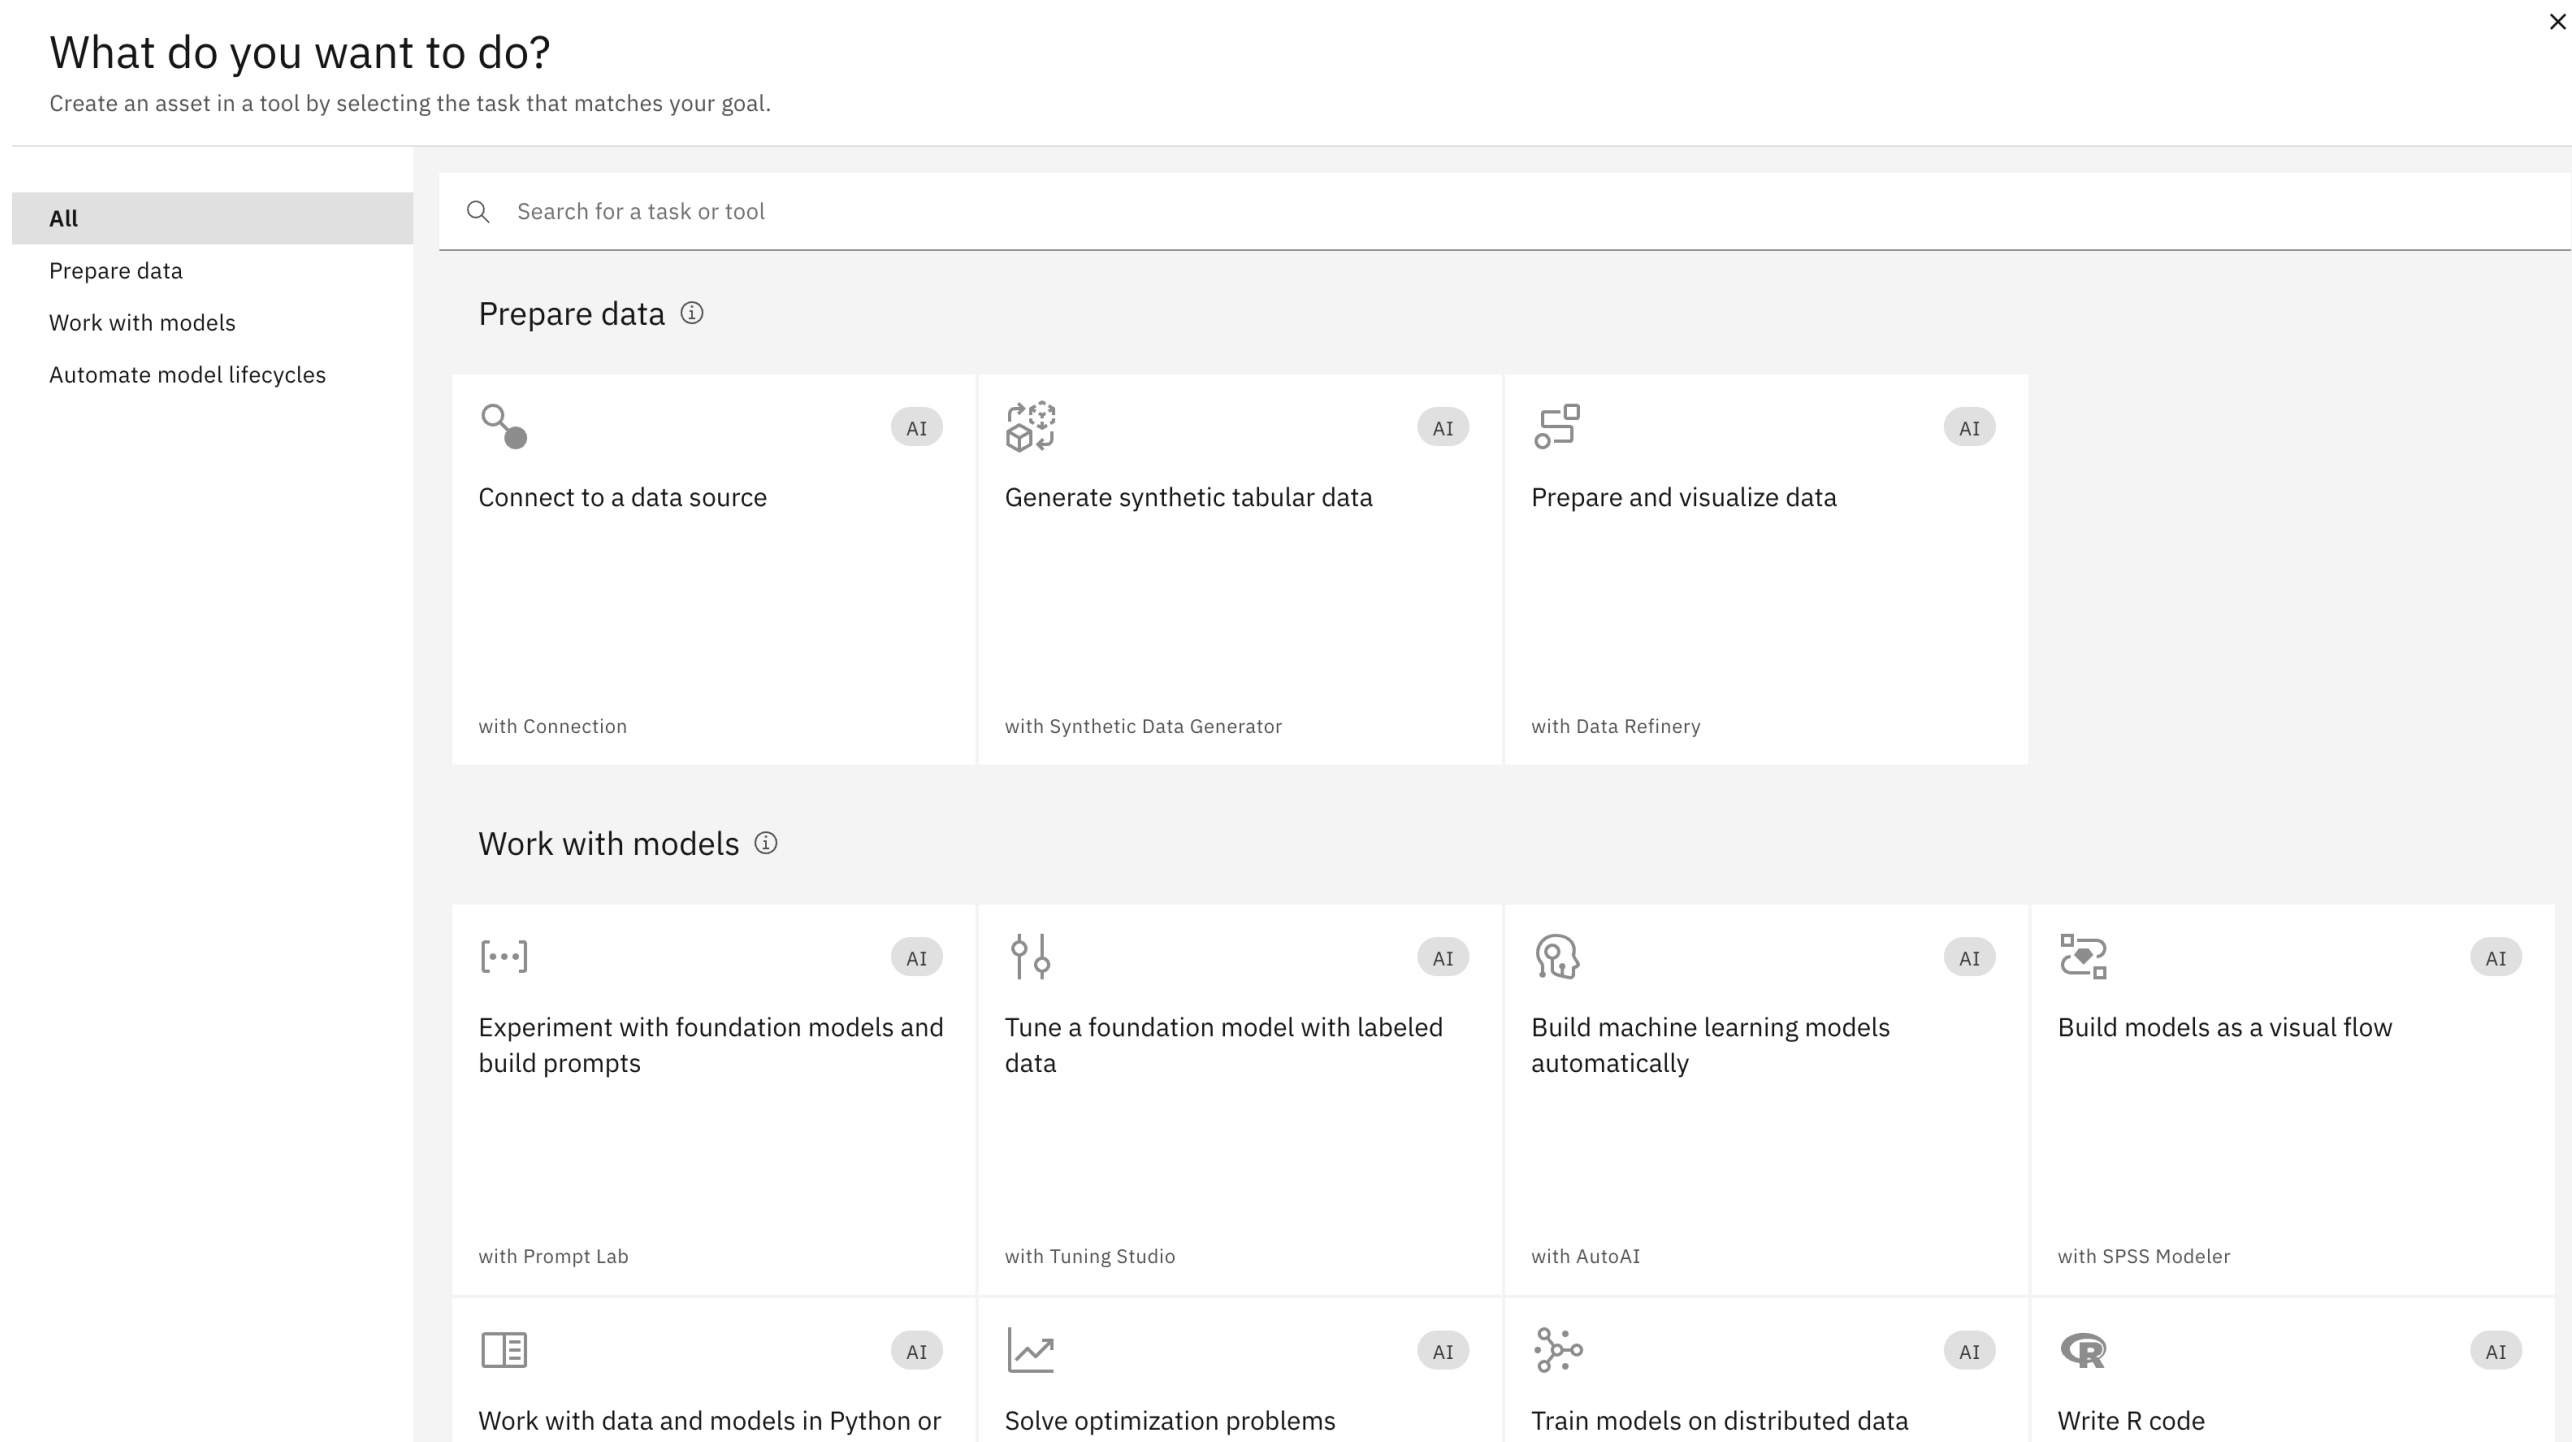 What do you want to do?
Create an asset in a tool by selecting the task that matches your goal.
All
Prepare data
Work with models
Automate model lifecycles
Search for a task or tool
Prepare data
AI
Connect to a data source
with Connection
AI
Generate synthetic tabular data
with Synthetic Data Generator
AI
Prepare and visualize data
with Data Refinery
Work with models
AI
Experiment with foundation models and
build prompts
with Prompt Lab
AI
Tune a foundation model with labeled
data
with Tuning Studio
AI
Build machine learning models
automatically
with AutoAI
AI
Build models as a visual flow
with SPSS Modeler
AI
Work with data and models in Python or
AI
Solve optimization problems
AI
Train models on distributed data
R
AI
Write R code